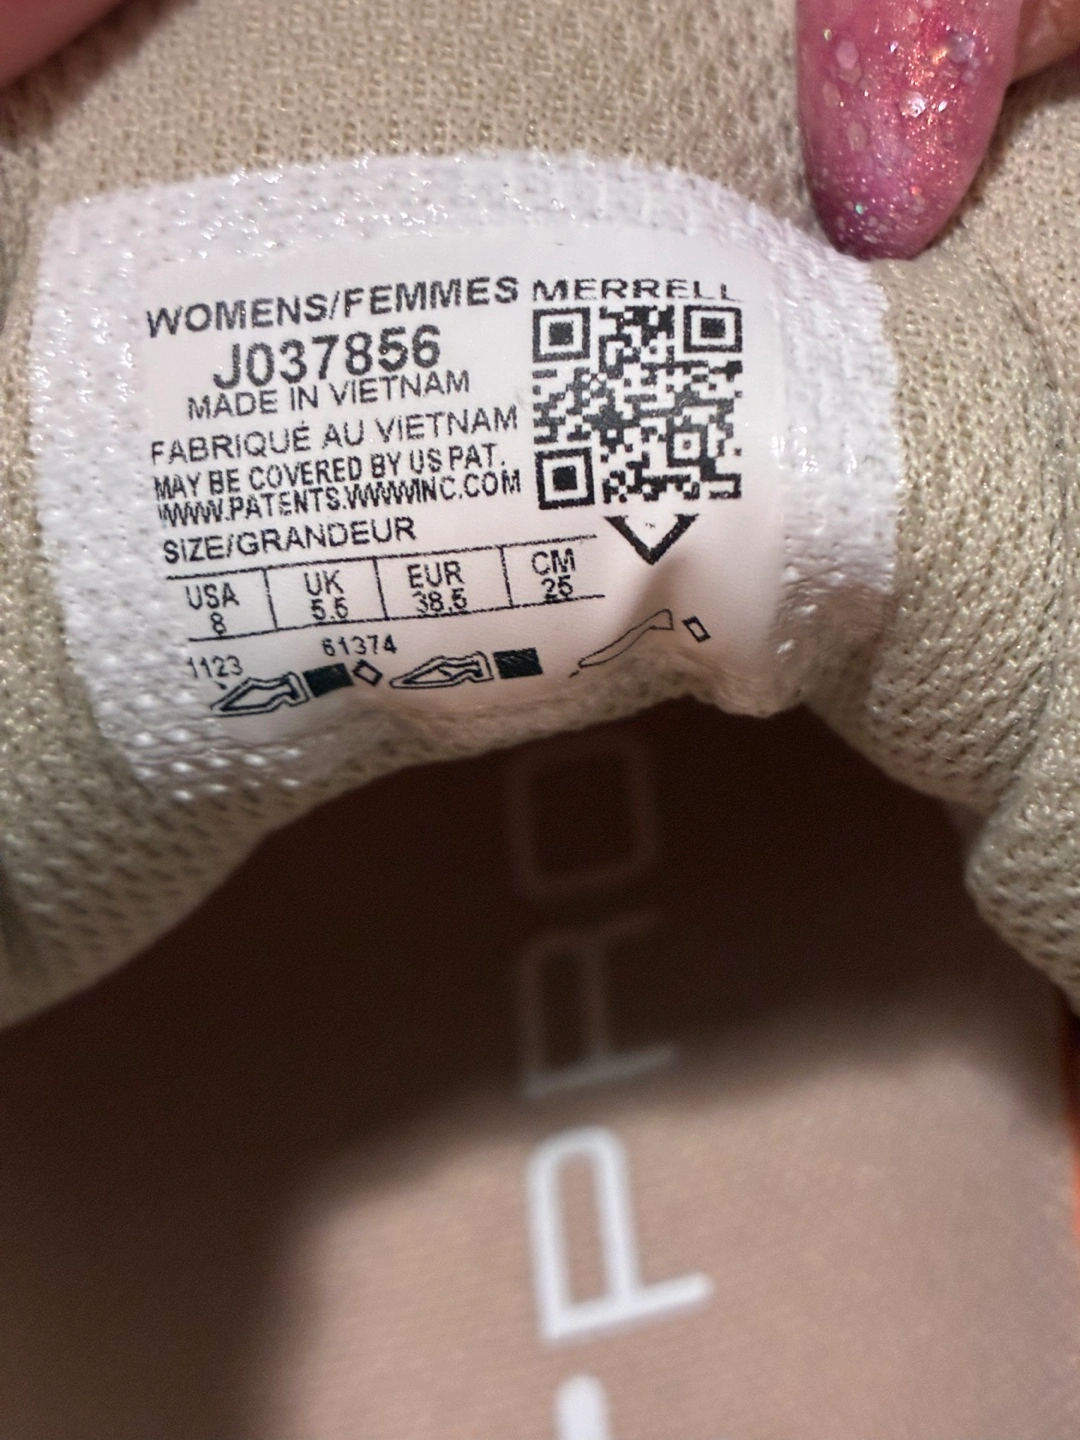 WOMENS/FEMMES
J037856
MADE IN VIETNAM
FABRIQUÉ AU VIETNAM
MAY BE COVERED BY US PAT.
WWW.PATENTS.WWWINC.COM
SIZE/GRANDEUR
USA UK EUR CM
8 5.5 38.5 25
1123 61374
MERRELL
PRO-